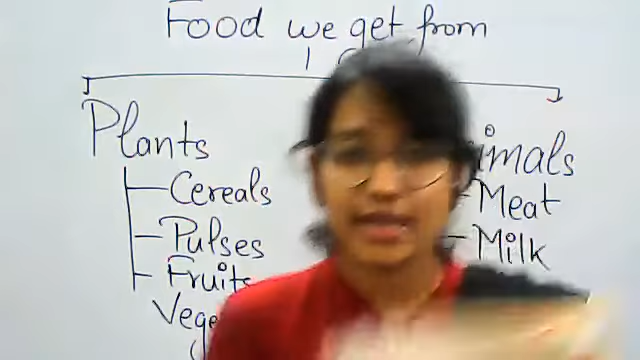 Food we get from
Plants
imals
Cereals
Meat
Pulses
Milk
Fruits
Vege